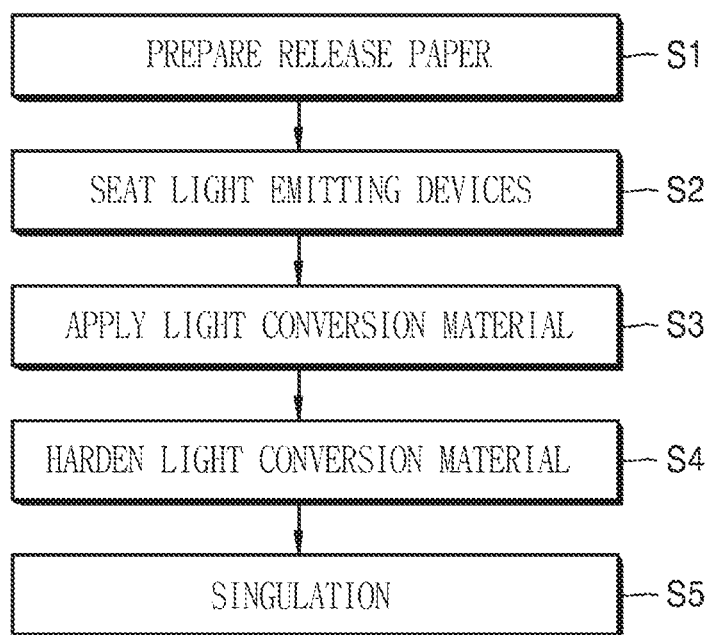 PREPARE RELEASE PAPER S1
SEAT LIGHT EMITTING DEVICES S2
APPLY LIGHT CONVERSION MATERIAL S3
HARDEN LIGHT CONVERSION MATERIAL S4
SINGULATION S5